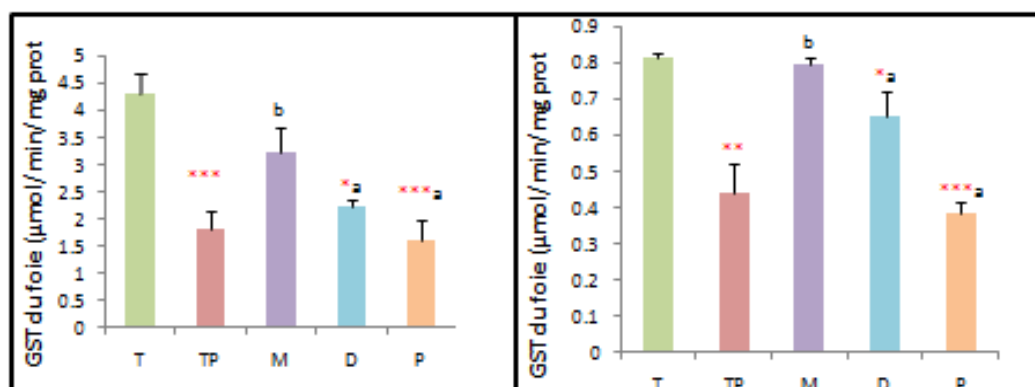 GST du foie (µmol/min/mg prot
5
4.5
4
3.5
3
2.5
2
1.5
1
0.5
0
***
b
*a
***a
T TP M D P
GST du foie (µmol/min/mg prot
0.9
0.8
0.7
0.6
0.5
0.4
0.3
0.2
0.1
0
**
b
*a
***a
T TP M D P